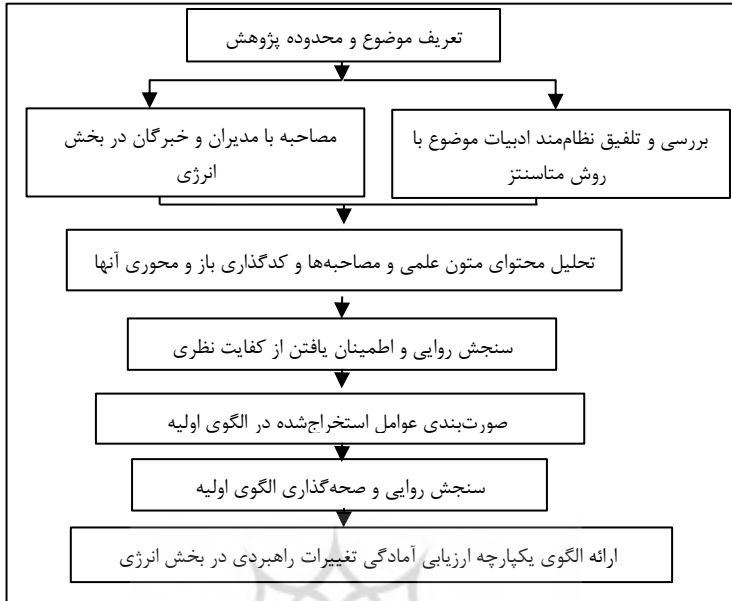 تعریف موضوع و محدوده پژوهش
بررسی و تلفیق نظام‌مند ادبیات موضوع با
روش متاسنتز
مصاحبه با مدیران و خبرگان در بخش
انرژی
تحلیل محتوای متون علمی و مصاحبه‌ها و کدگذاری باز و محوری آنها
سنجش روایی و اطمینان یافتن از کفایت نظری
صورت‌بندی عوامل استخراج‌شده در الگوی اولیه
سنجش روایی و صحه‌گذاری الگوی اولیه
ارائه الگوی یکپارچه ارزیابی آمادگی تغییرات راهبردی در بخش انرژی